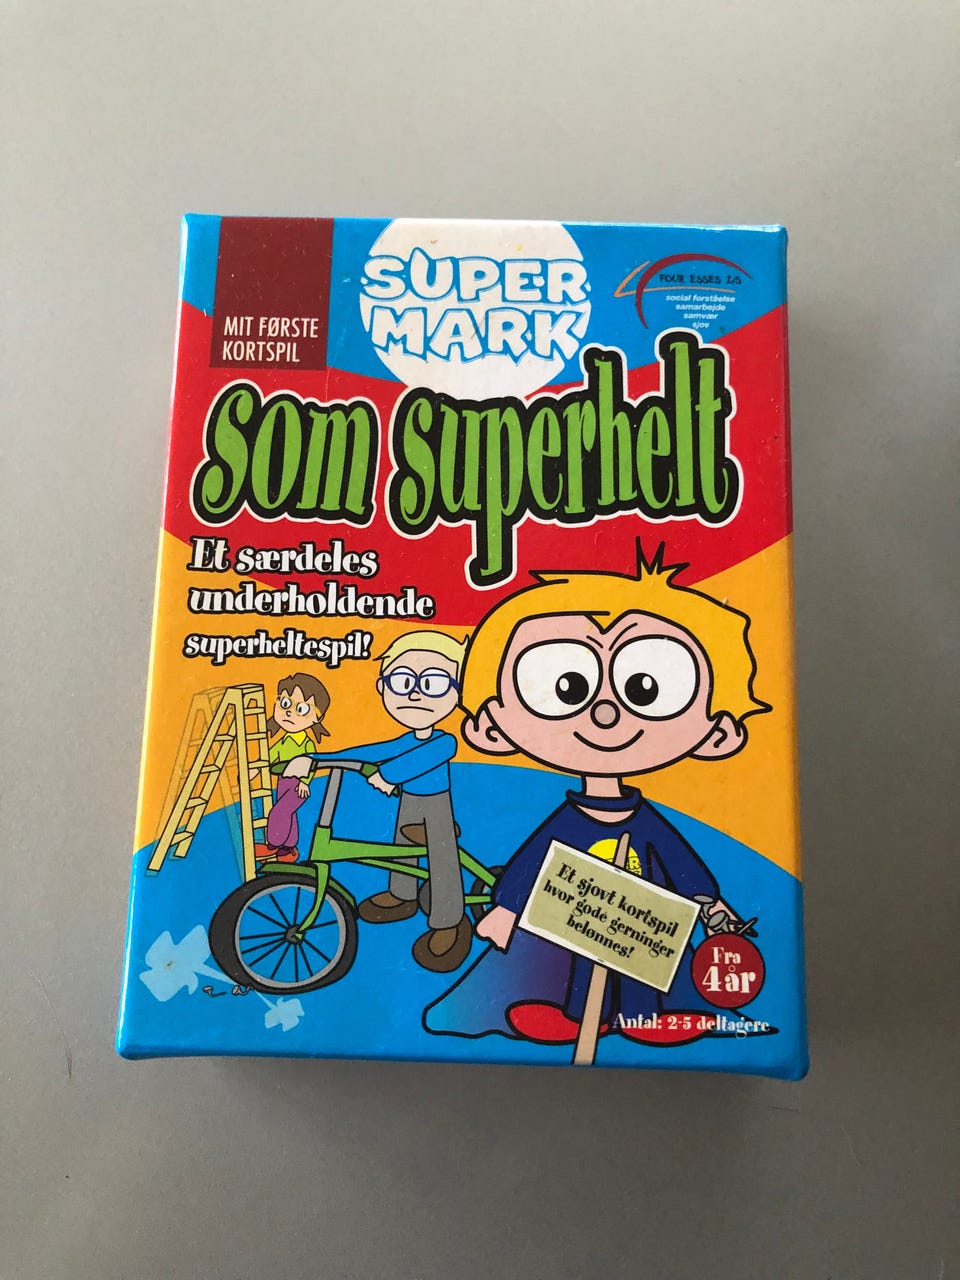 MIT FØRSTE
KORTSPIL
SUPER
MARK
FOUR ESSES I/S
social forståelse
samarbejde
samvær
sjov
som superhelt
Et særdeles
underholdende
superheltespil!
Et sjovt kortspil
hvor gode gerninger
belønnes!
Fra
4 år
Antal: 2-5 deltagere